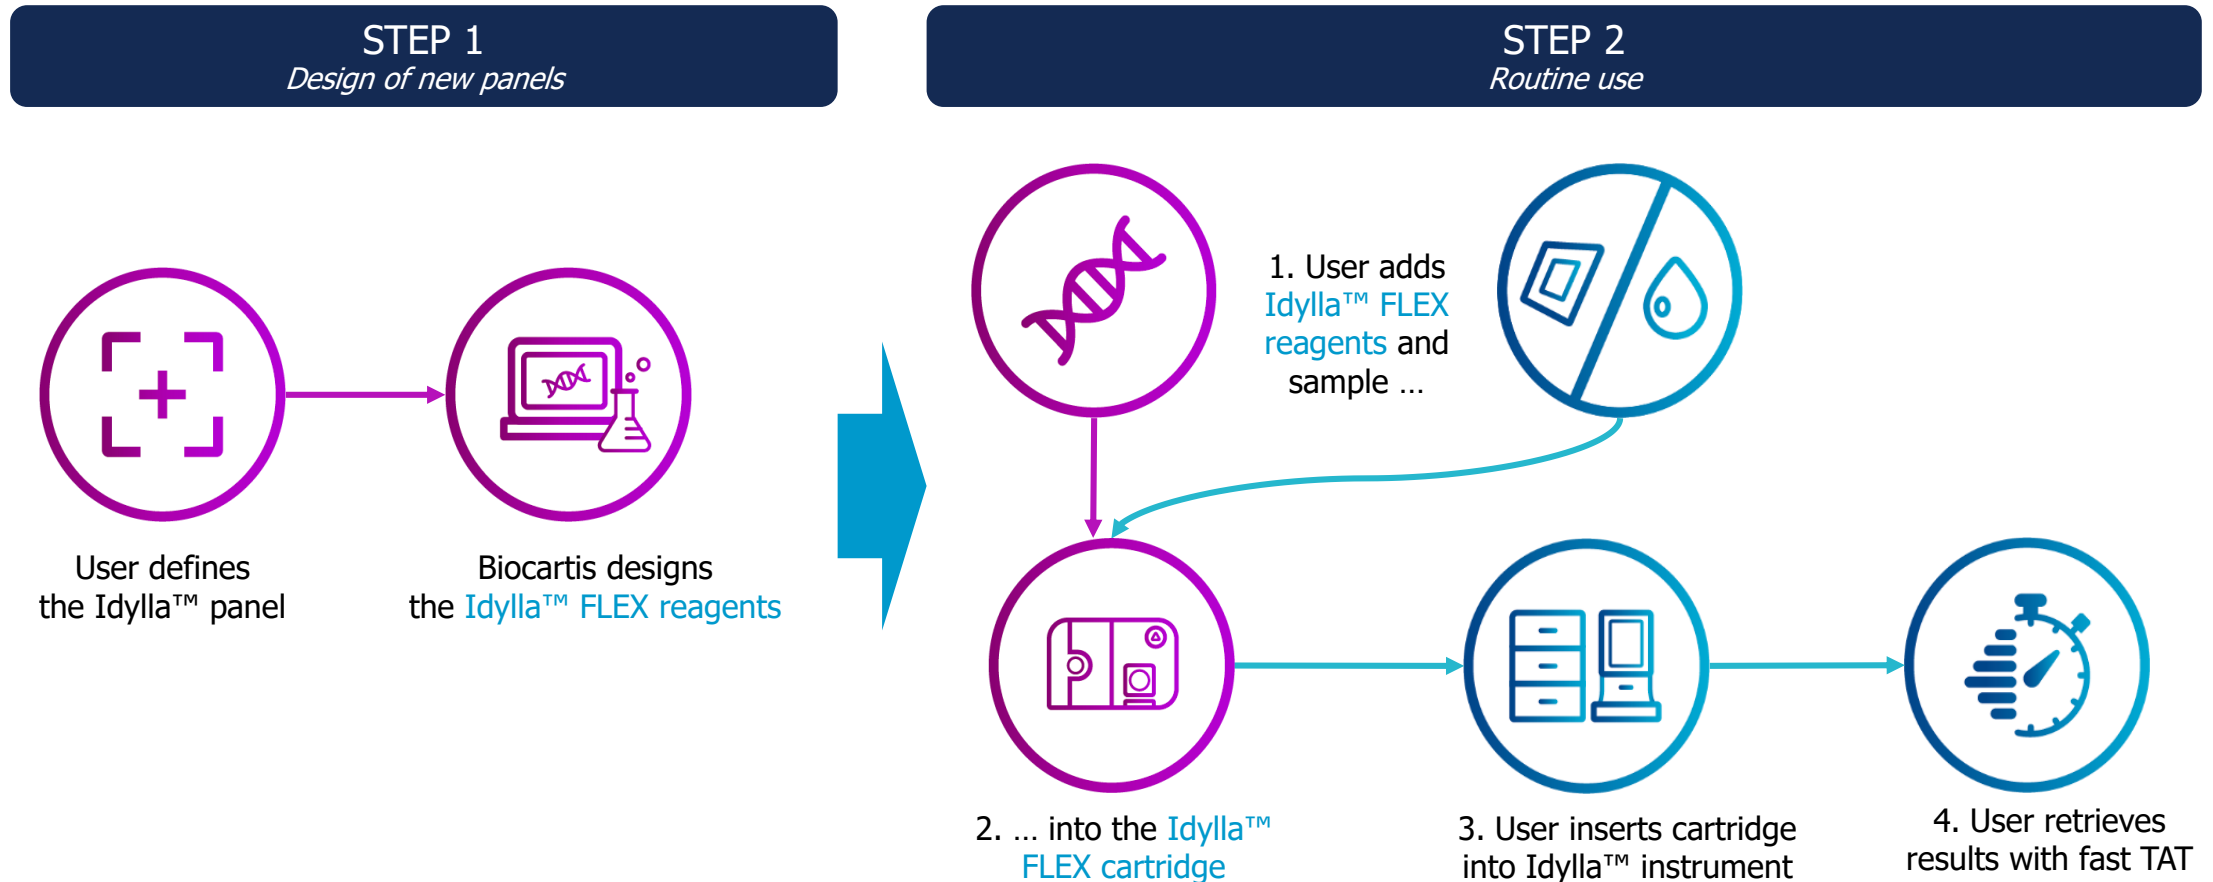 STEP 1
Design of new panels
STEP 2
Routine use
User defines
the Idylla™ panel
Biocartis designs
the Idylla™ FLEX reagents
1. User adds
Idylla™ FLEX
reagents and
sample ...
2. ... into the Idylla™
FLEX cartridge
3. User inserts cartridge
into Idylla™ instrument
4. User retrieves
results with fast TAT